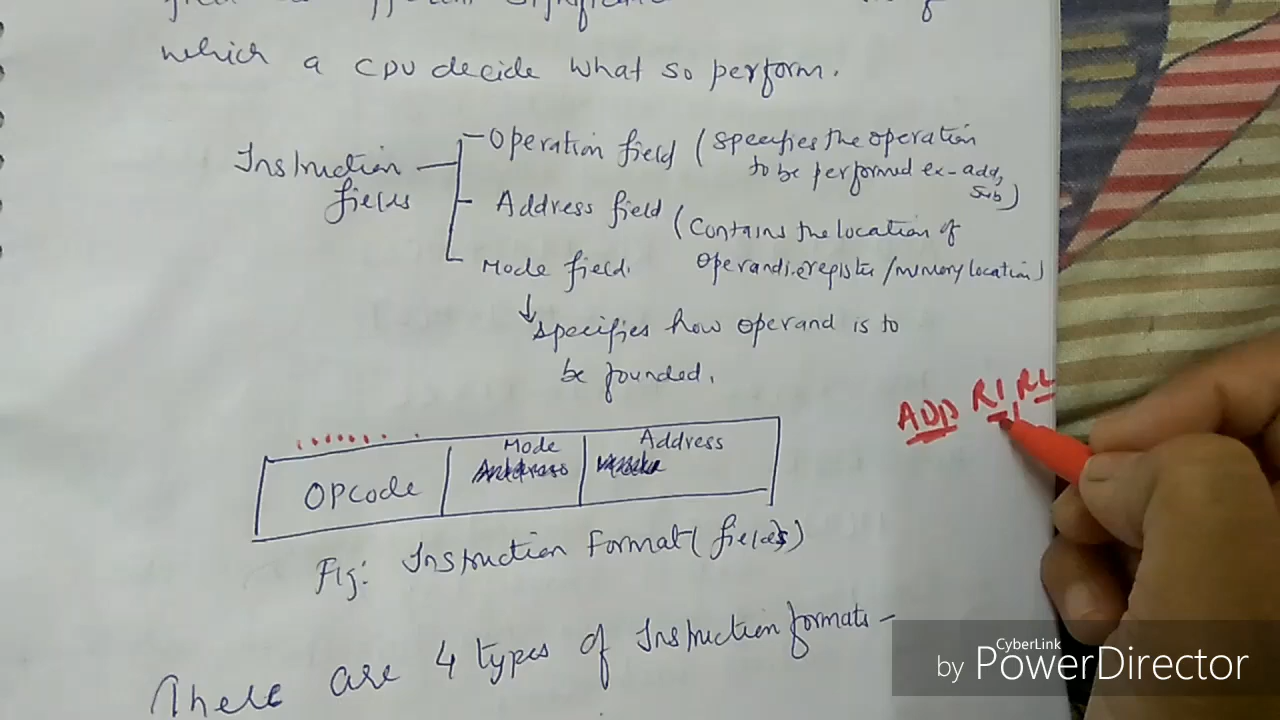 which a CPU decide what so perform.
Instruction fields
Operation field (specifies the operation
to be performed ex-add,
sub)
Address field (Contains the location of
operand i.e register/memory location)
Mode field.
↓
specifies how operand is to
be founded.
ADD R1, R2
Mode
Address
OPCode
Fig: Instruction Format (fields)
There are 4 types of Instruction formats-
CyberLink
by PowerDirector